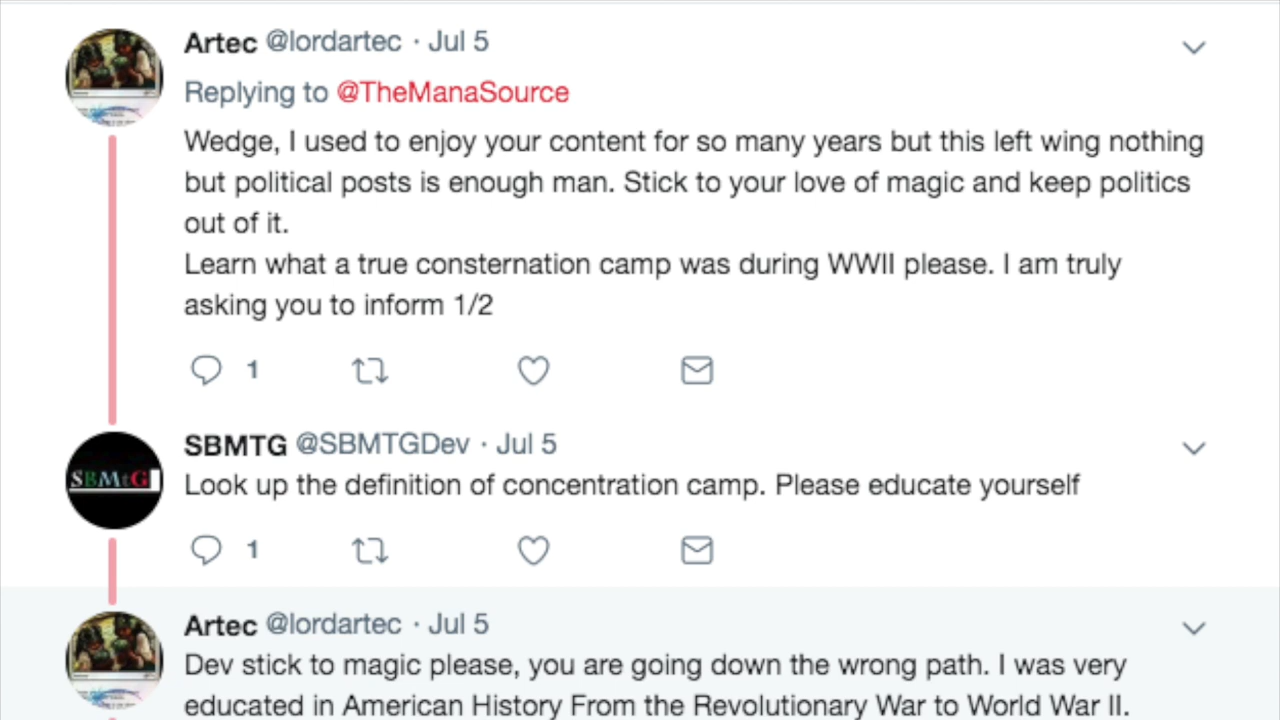 Artec @lordartec · Jul 5
Replying to @TheManaSource
Wedge, I used to enjoy your content for so many years but this left wing nothing
but political posts is enough man. Stick to your love of magic and keep politics
out of it.
Learn what a true consternation camp was during WWII please. I am truly
asking you to inform 1/2
1
SBMTG @SBMTGDev · Jul 5
SBMtG
Look up the definition of concentration camp. Please educate yourself
1
Artec @lordartec · Jul 5
Dev stick to magic please, you are going down the wrong path. I was very
educated in American History From the Revolutionary War to World War II.